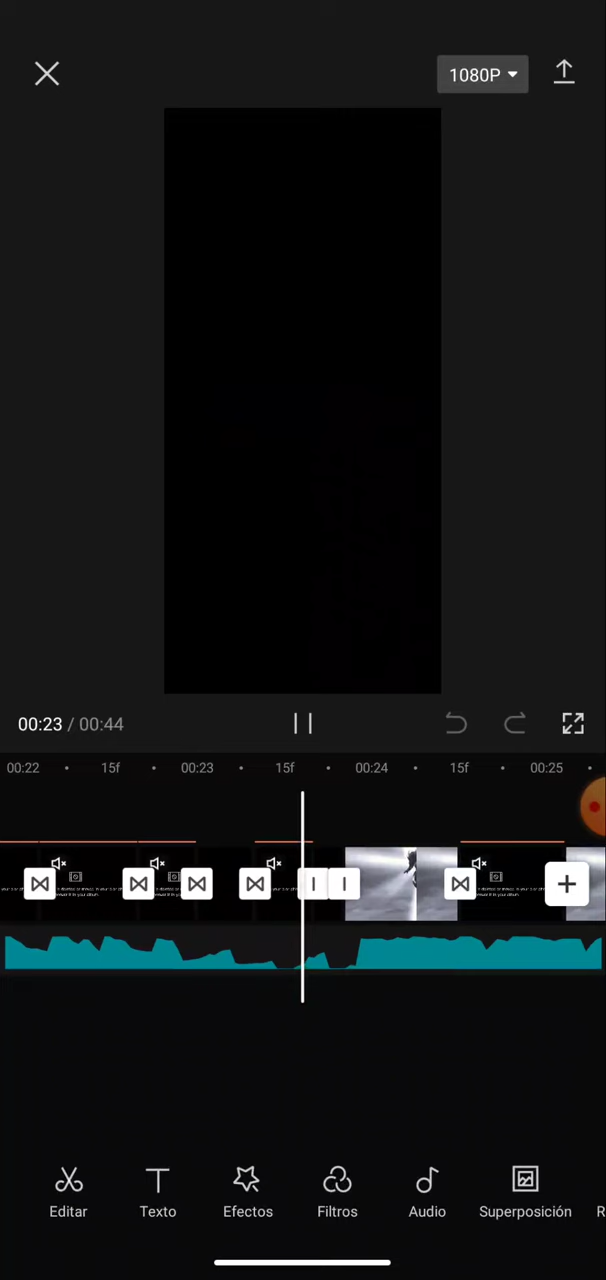 1080P
00:23 / 00:44
00:22 15f 00:23 15f 00:24 15f 00:25
Editar Texto Efectos Filtros Audio Superposición R